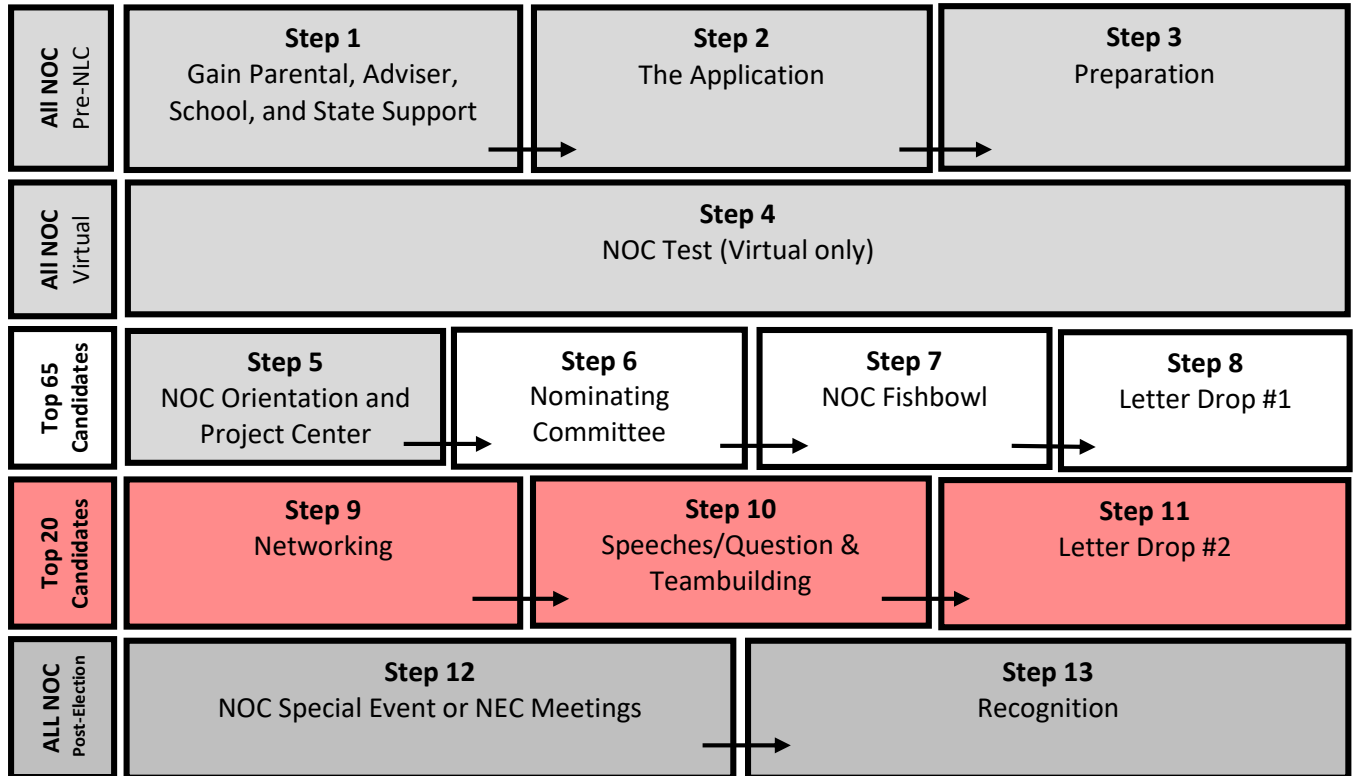 All NOC
Pre-NLC
Step 1
Gain Parental, Adviser,
School, and State Support
Step 2
The Application
Step 3
Preparation
All NOC
Virtual
Step 4
NOC Test (Virtual only)
Top 65
Candidates
Step 5
NOC Orientation and
Project Center
Step 6
Nominating
Committee
Step 7
NOC Fishbowl
Step 8
Letter Drop #1
Top 20
Candidates
Step 9
Networking
Step 10
Speeches/Question &
Teambuilding
Step 11
Letter Drop #2
ALL NOC
Post-Election
Step 12
NOC Special Event or NEC Meetings
Step 13
Recognition